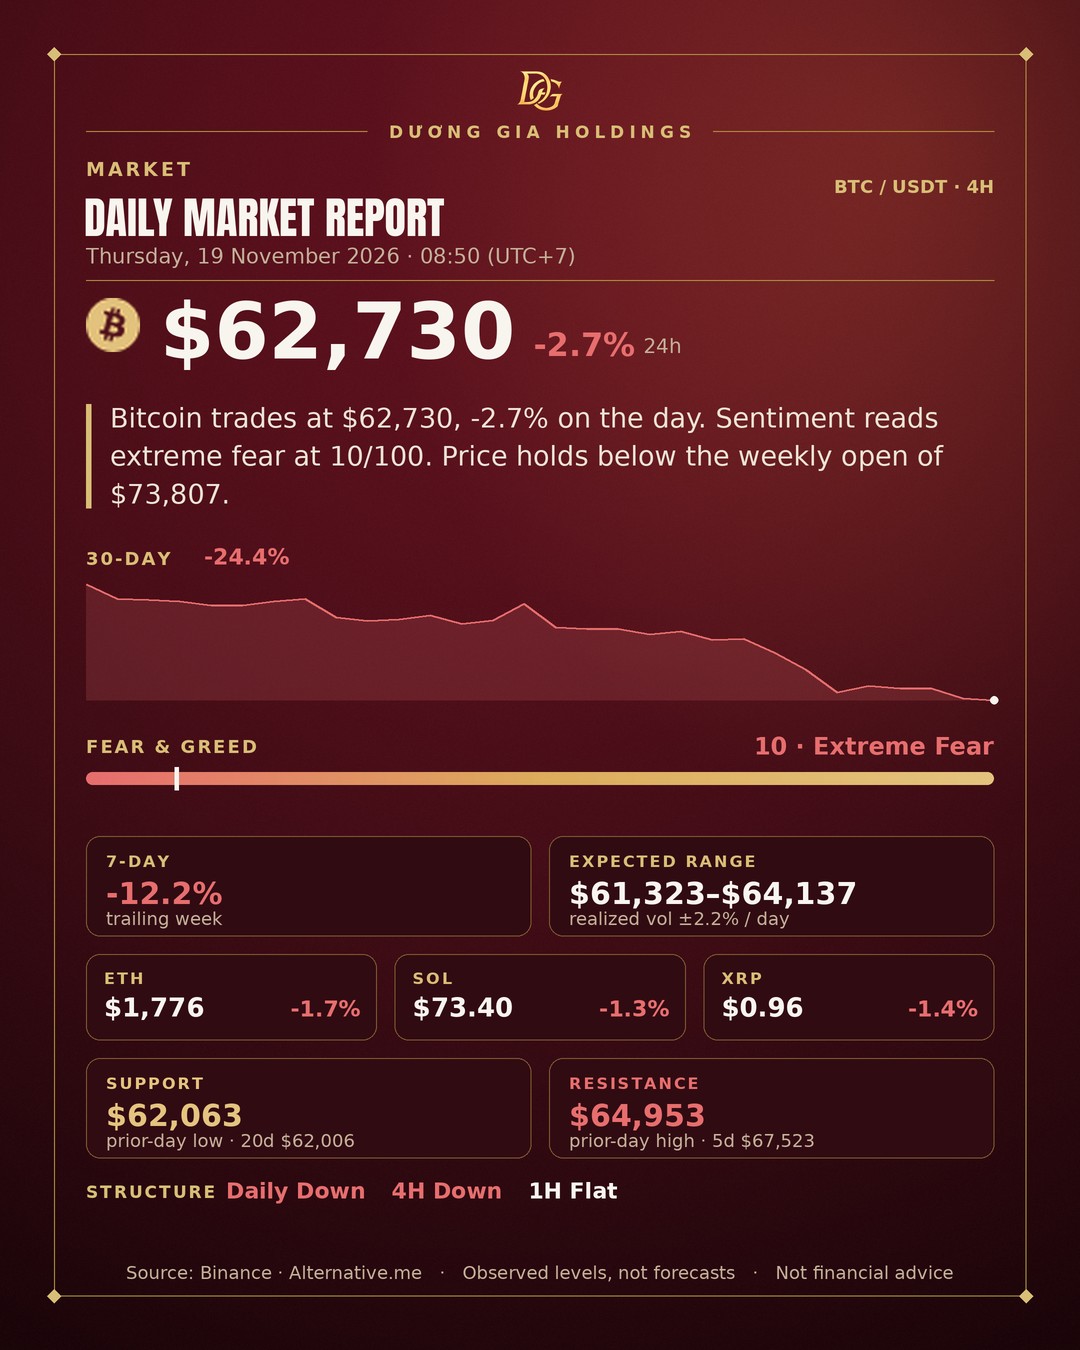 DG
DƯƠNG GIA HOLDINGS
MARKET
BTC / USDT · 4H
DAILY MARKET REPORT
Thursday, 19 November 2026 · 08:50 (UTC+7)
$62,730 -2.7% 24h
Bitcoin trades at $62,730, -2.7% on the day. Sentiment reads
extreme fear at 10/100. Price holds below the weekly open of
$73,807.
30-DAY -24.4%
FEAR & GREED 10 · Extreme Fear
7-DAY
-12.2%
trailing week
EXPECTED RANGE
$61,323–$64,137
realized vol ±2.2% / day
ETH
$1,776 -1.7%
SOL
$73.40 -1.3%
XRP
$0.96 -1.4%
SUPPORT
$62,063
prior-day low · 20d $62,006
RESISTANCE
$64,953
prior-day high · 5d $67,523
STRUCTURE Daily Down 4H Down 1H Flat
Source: Binance · Alternative.me · Observed levels, not forecasts · Not financial advice